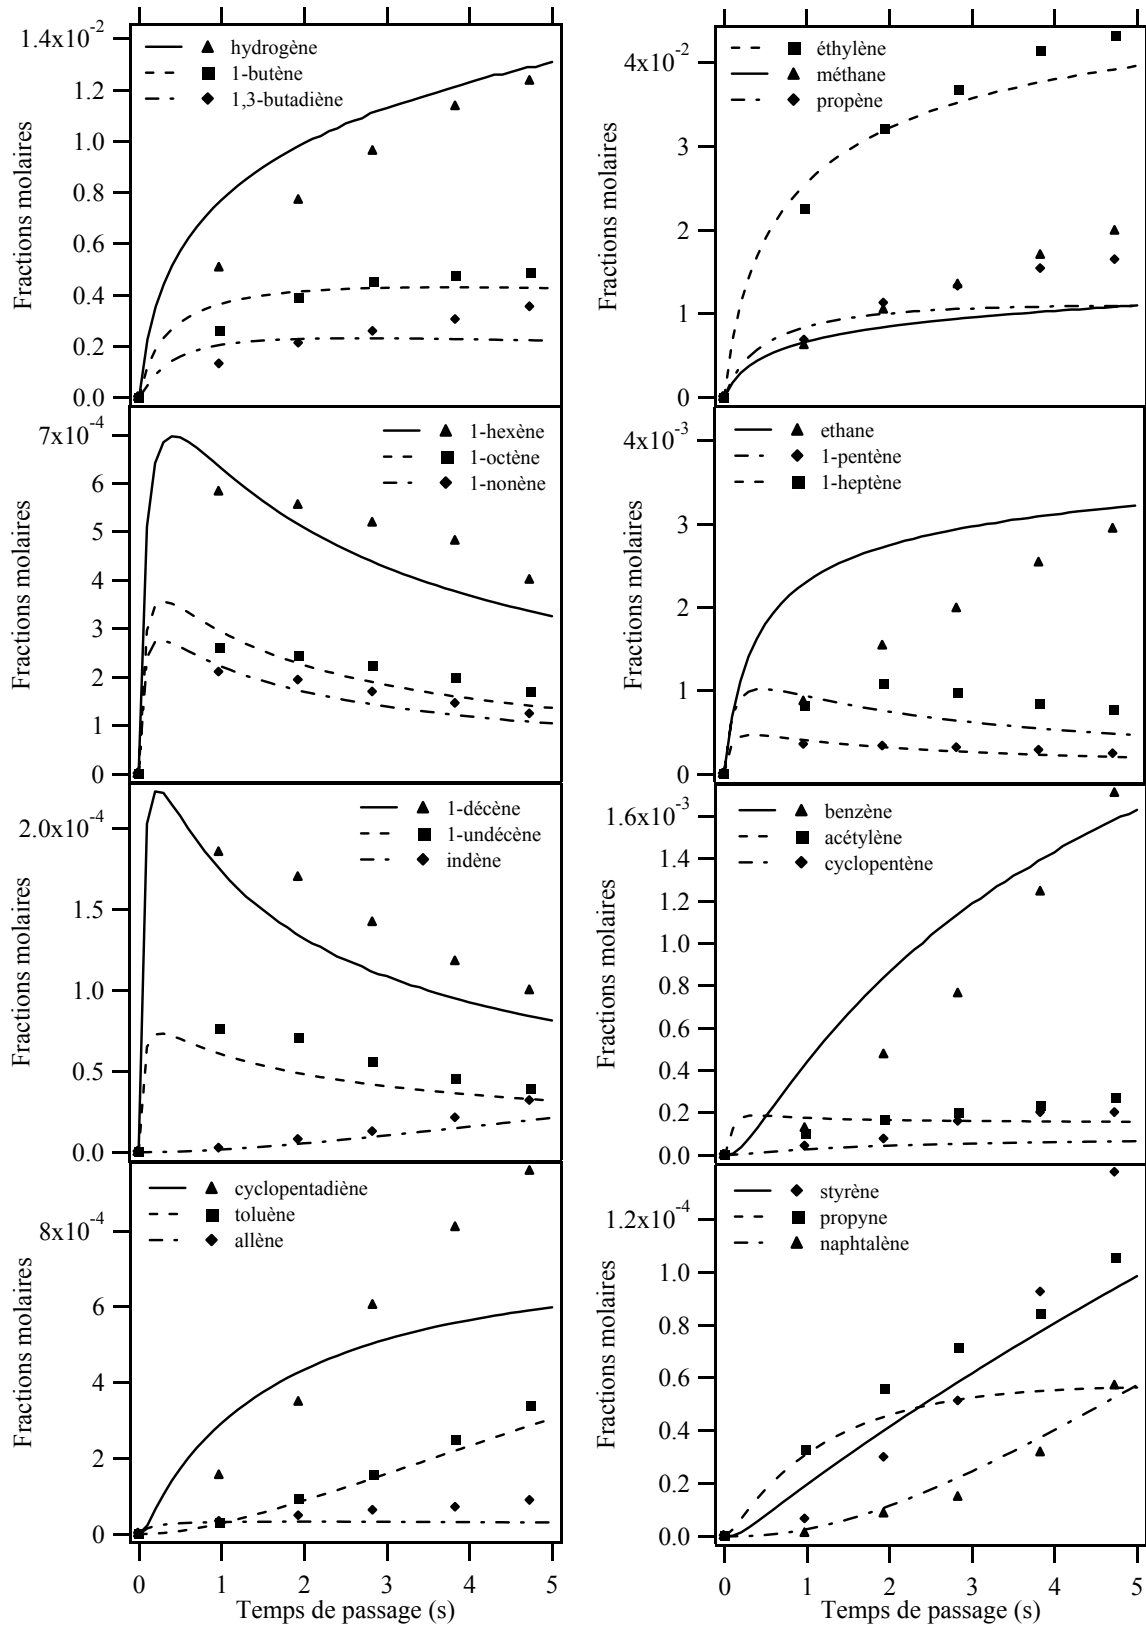 1.4x10-2
1.2
1.0
0.8
0.6
0.4
0.2
0.0
Fractions molaires
hydrogène
1-butène
1,3-butadiène
4x10-2
3
2
1
0
Fractions molaires
éthylène
méthane
propène
7x10-4
6
5
4
3
2
1
0
Fractions molaires
1-hexène
1-octène
1-nonène
4x10-3
3
2
1
0
Fractions molaires
ethane
1-pentène
1-heptène
2.0x10-4
1.5
1.0
0.5
0.0
Fractions molaires
1-décène
1-undécène
indène
1.6x10-3
1.4
1.2
1.0
0.8
0.6
0.4
0.2
0.0
Fractions molaires
benzène
acétylène
cyclopentène
8x10-4
6
4
2
0
Fractions molaires
cyclopentadiène
toluène
allène
0 1 2 3 4 5
Temps de passage (s)
1.2x10-4
1.0
0.8
0.6
0.4
0.2
0.0
Fractions molaires
styrène
propyne
naphtalène
0 1 2 3 4 5
Temps de passage (s)